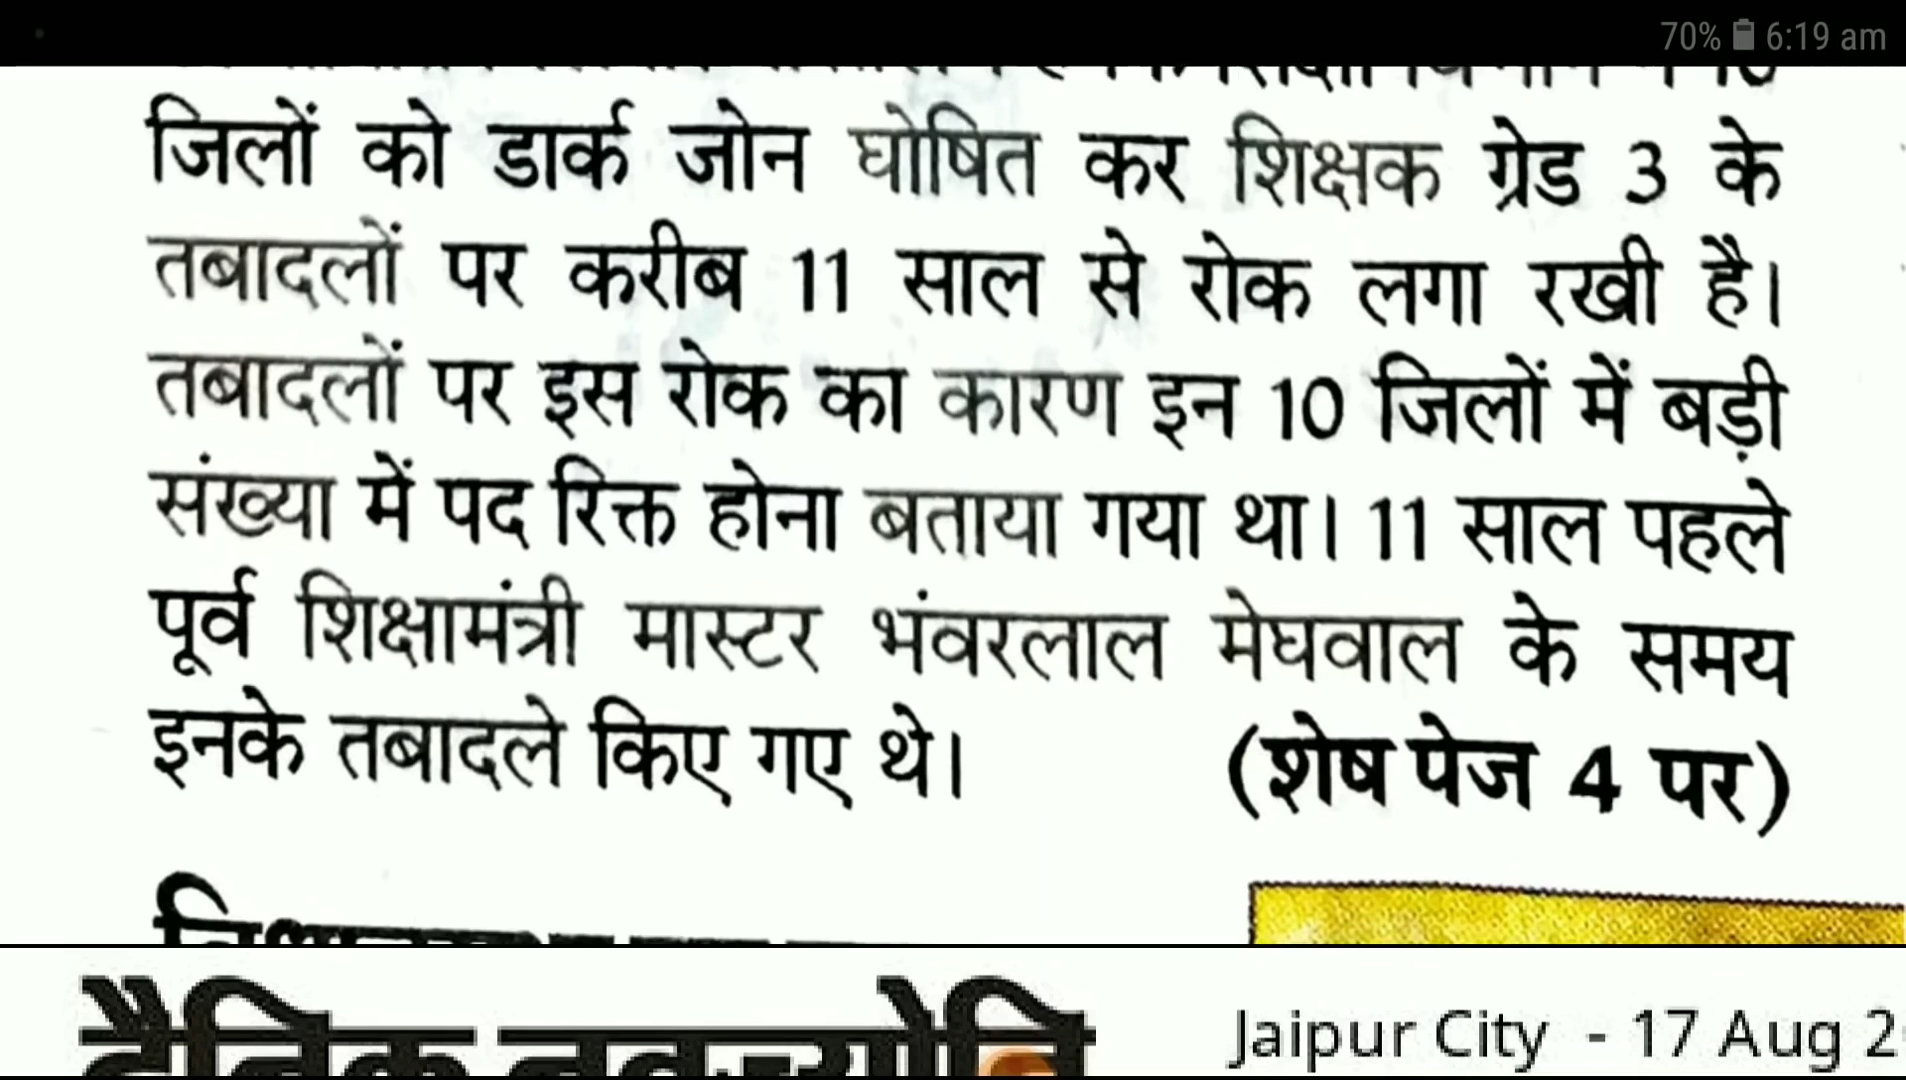 70% 6:19 am
जिलों को डार्क जोन घोषित कर शिक्षक ग्रेड 3 के
तबादलों पर करीब 11 साल से रोक लगा रखी है।
तबादलों पर इस रोक का कारण इन 10 जिलों में बड़ी
संख्या में पद रिक्त होना बताया गया था। 11 साल पहले
पूर्व शिक्षामंत्री मास्टर भंवरलाल मेघवाल के समय
इनके तबादले किए गए थे। (शेष पेज 4 पर)
दैनिक नवज्योति Jaipur City - 17 Aug 2